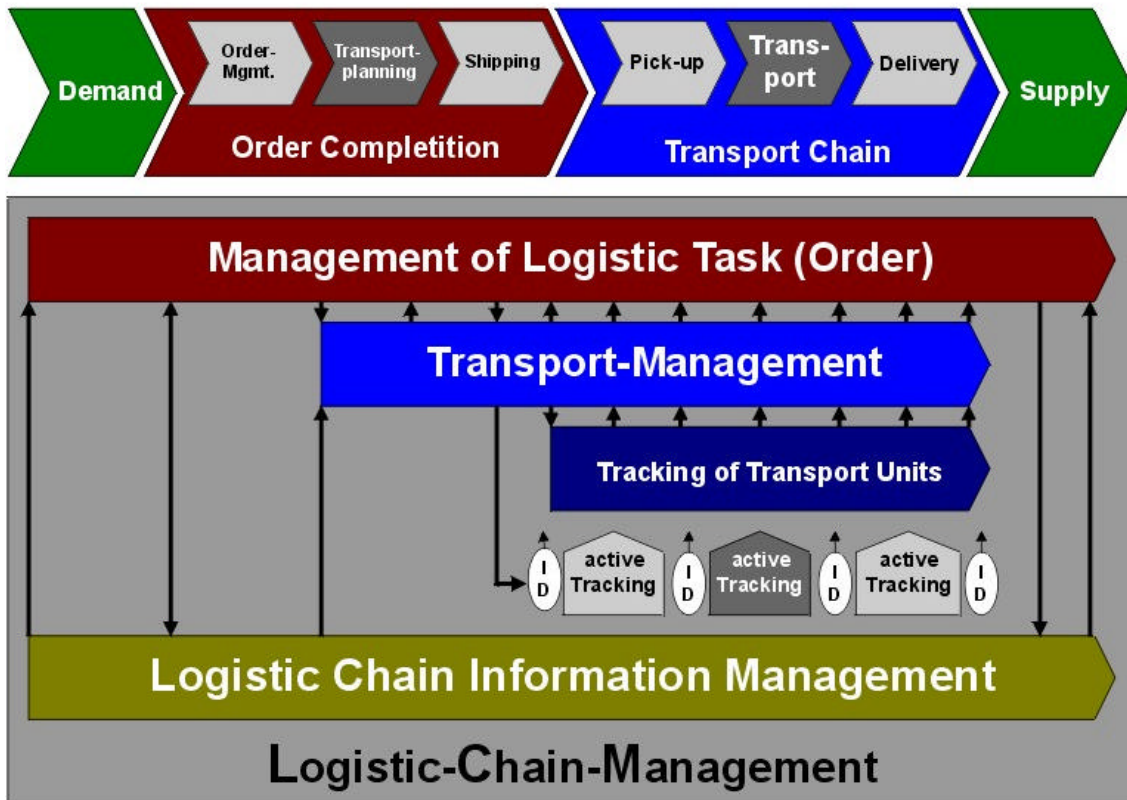 Demand
Order-
Mgmt.
Transport-
planning
Shipping
Order Completition
Pick-up
Trans-
port
Delivery
Transport Chain
Supply
Management of Logistic Task (Order)
Transport-Management
Tracking of Transport Units
I
D
active
Tracking
I
D
active
Tracking
I
D
active
Tracking
I
D
Logistic Chain Information Management
Logistic-Chain-Management